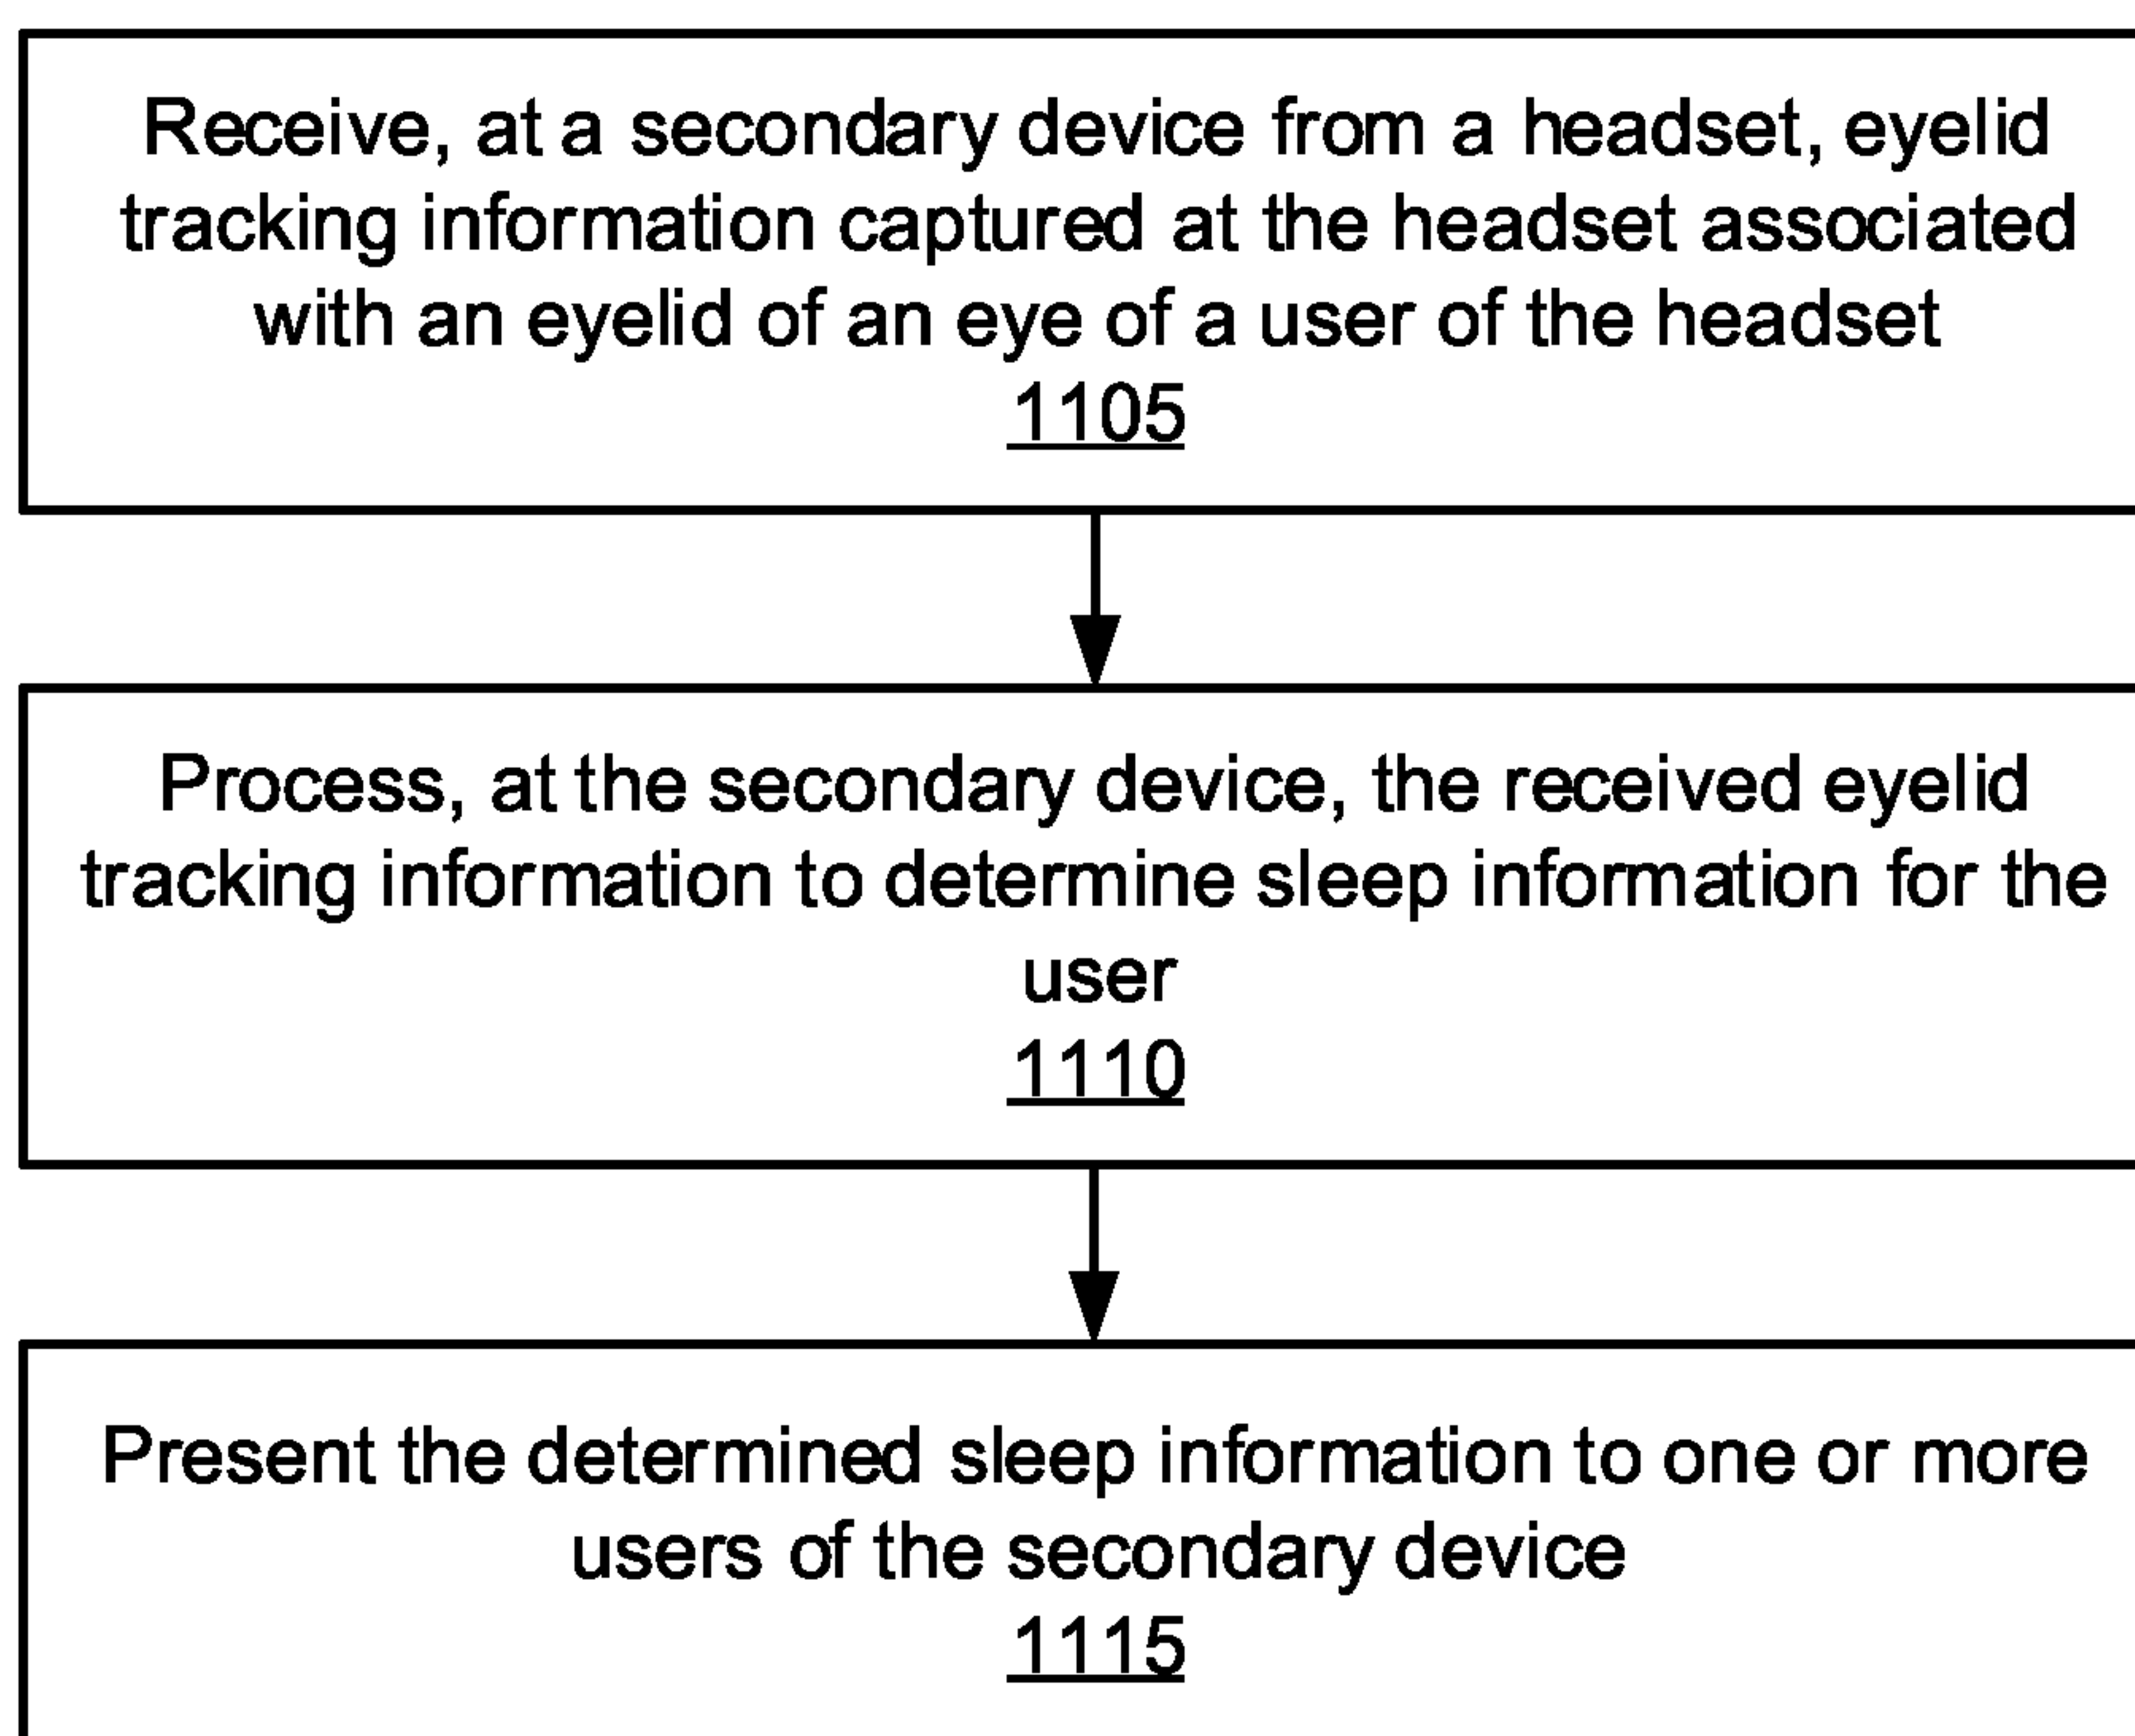 Receive, at a secondary device from a headset, eyelid
tracking information captured at the headset associated
with an eyelid of an eye of a user of the headset
1105
Process, at the secondary device, the received eyelid
tracking information to determine sleep information for the
user
1110
Present the determined sleep information to one or more
users of the secondary device
1115